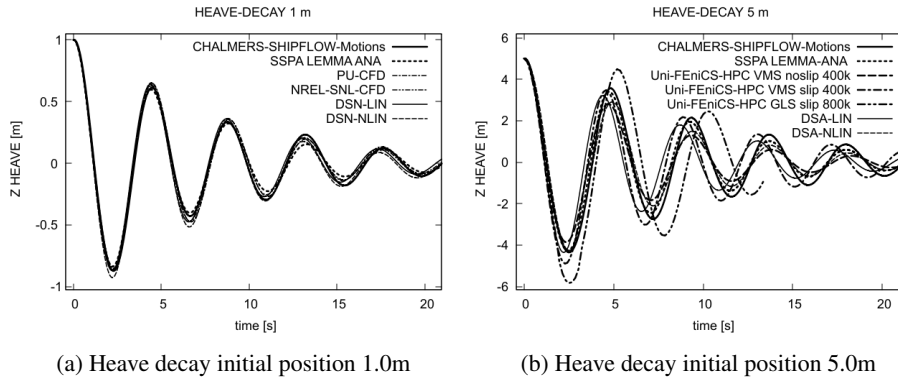 HEAVE-DECAY 1 m
CHALMERS-SHIPFLOW-Motions
SSPA LEMMA ANA
PU-CFD
NREL-SNL-CFD
DSN-LIN
DSN-NLIN
1
0.5
0
-0.5
-1
Z HEAVE [m]
0 5 10 15 20
time [s]
(a) Heave decay initial position 1.0m
HEAVE-DECAY 5 m
CHALMERS-SHIPFLOW-Motions
SSPA LEMMA-ANA
Uni-FEniCS-HPC VMS noslip 400k
Uni-FEniCS-HPC VMS slip 400k
Uni-FEniCS-HPC GLS slip 800k
DSA-LIN
DSA-NLIN
6
4
2
0
-2
-4
-6
Z HEAVE [m]
0 5 10 15 20
time [s]
(b) Heave decay initial position 5.0m